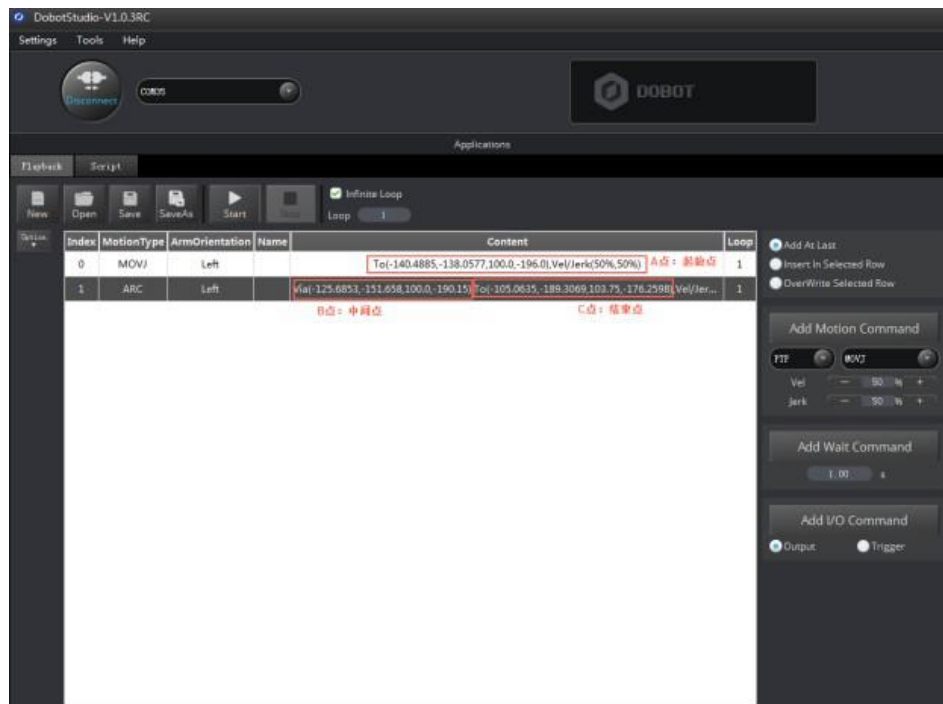 DobotStudio-V1.0.3RC
Settings Tools Help
Disconnect COM05 DOBOT
Applications
Playback Script
New Open Save SaveAs Start Infinite Loop
Loop 1
Index MotionType ArmOrientation Name Content Loop
0 MOVJ Left To(-140.4885,-138.0577,100.0,-196.0),Vel/Jerk(50%,50%) A点：起始点 1
1 ARC Left Via(-125.6853,-151.658,100.0,-190.15) To(-105.0635,-189.3069,103.75,-176.2598),Vel/Jer... 1
B点：中间点 C点：结束点
Add At Last
Insert In Selected Row
OverWrite Selected Row
Add Motion Command
PTP MOVJ
Vel − 50 % +
Jerk − 50 % +
Add Wait Command
1.00 s
Add I/O Command
Output Trigger